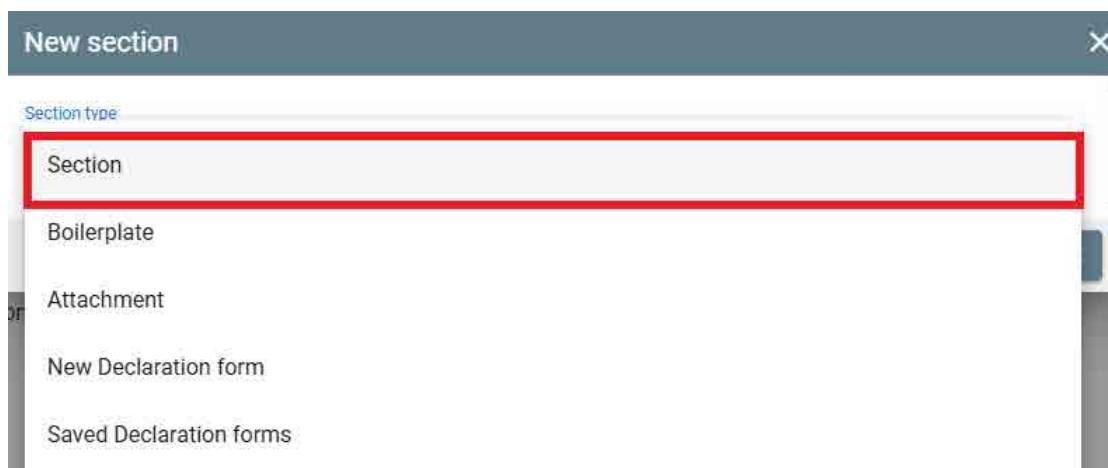 New section
Section type
Section
Boilerplate
Attachment
New Declaration form
Saved Declaration forms